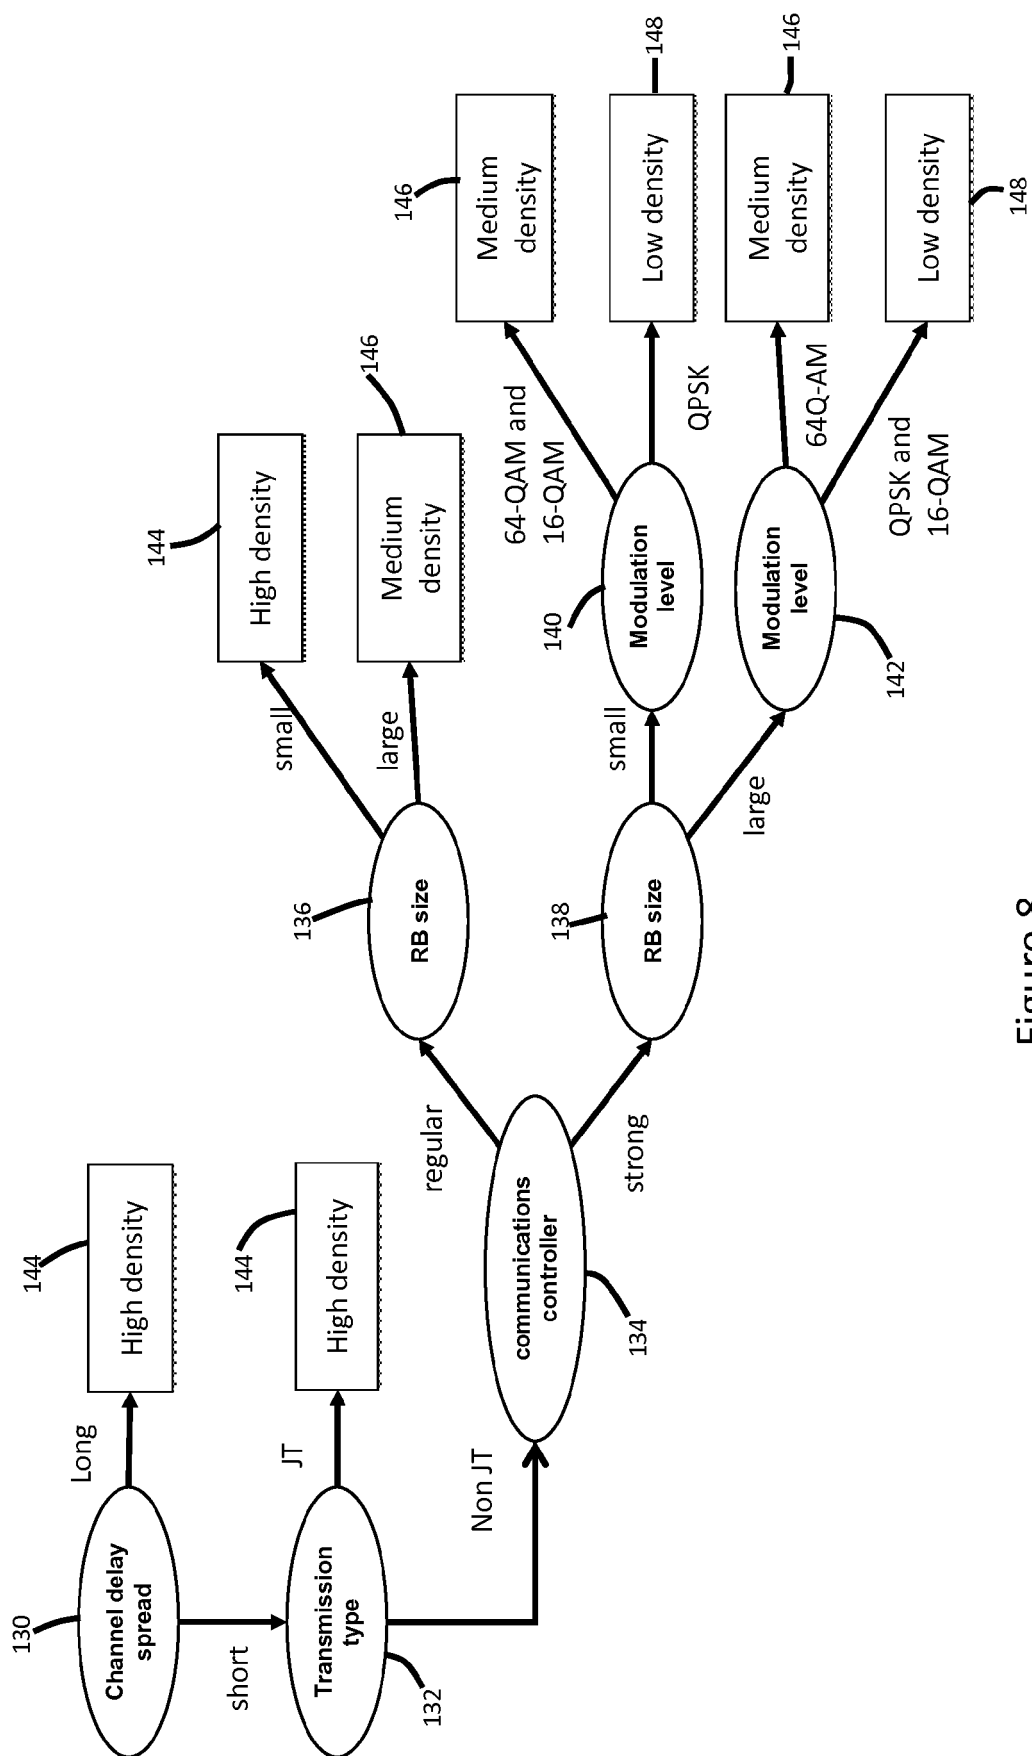 130
Channel delay
spread
Long
144
High density
short
132
Transmission
type
JT
144
High density
Non JT
134
communications
controller
regular
136
RB size
small
144
High density
large
146
Medium
density
strong
138
RB size
small
140
Modulation
level
64-QAM and
16-QAM
146
Medium
density
QPSK
148
Low density
large
142
Modulation
level
64Q-AM
146
Medium
density
QPSK and
16-QAM
148
Low density
Figure 8